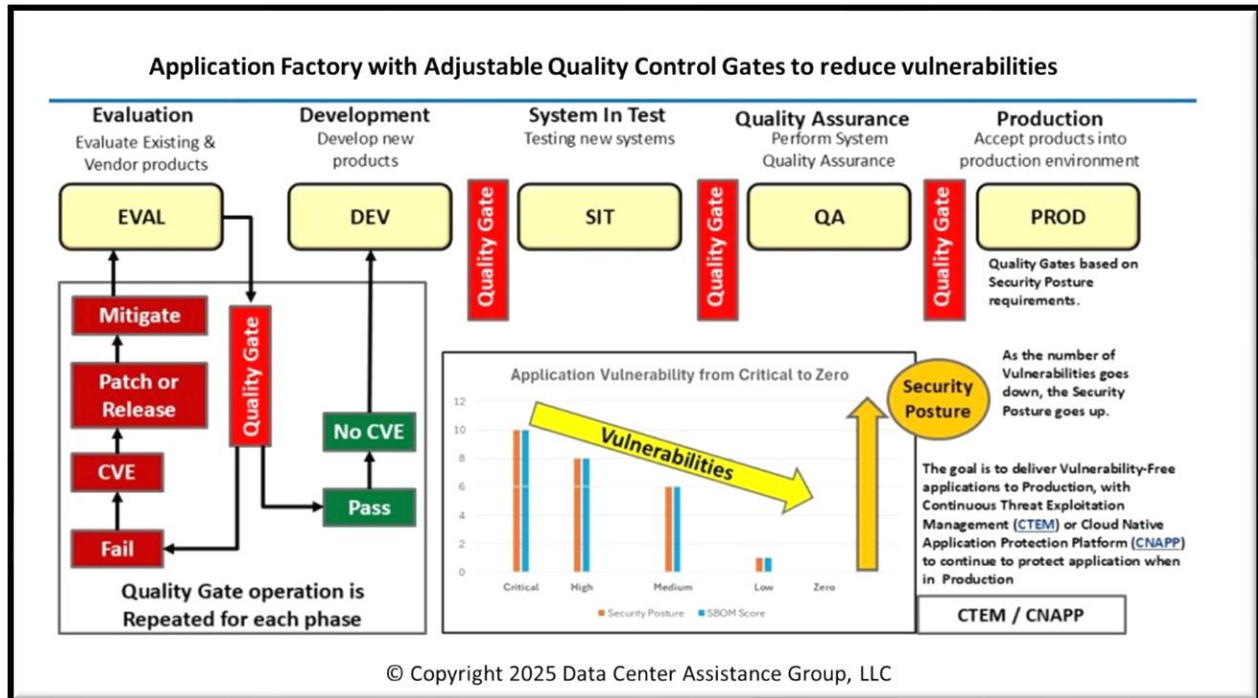 Application Factory with Adjustable Quality Control Gates to reduce vulnerabilities
Evaluation
Evaluate Existing &
Vendor products
Development
Develop new
products
System In Test
Testing new systems
Quality Assurance
Perform System
Quality Assurance
Production
Accept products into
production environment
EVAL
DEV
Quality Gate
SIT
Quality Gate
QA
Quality Gate
PROD
Quality Gates based on
Security Posture
requirements.
Mitigate
Patch or
Release
CVE
Fail
Quality Gate
No CVE
Pass
Quality Gate operation is
Repeated for each phase
Application Vulnerability from Critical to Zero
12
10
8
6
4
2
0
Vulnerabilities
Critical
High
Medium
Low
Zero
Security Posture
SBOM Score
Security
Posture
As the number of
Vulnerabilities goes
down, the Security
Posture goes up.
The goal is to deliver Vulnerability-Free
applications to Production, with
Continuous Threat Exploitation
Management (CTEM) or Cloud Native
Application Protection Platform (CNAPP)
to continue to protect application when
in Production
CTEM / CNAPP
© Copyright 2025 Data Center Assistance Group, LLC